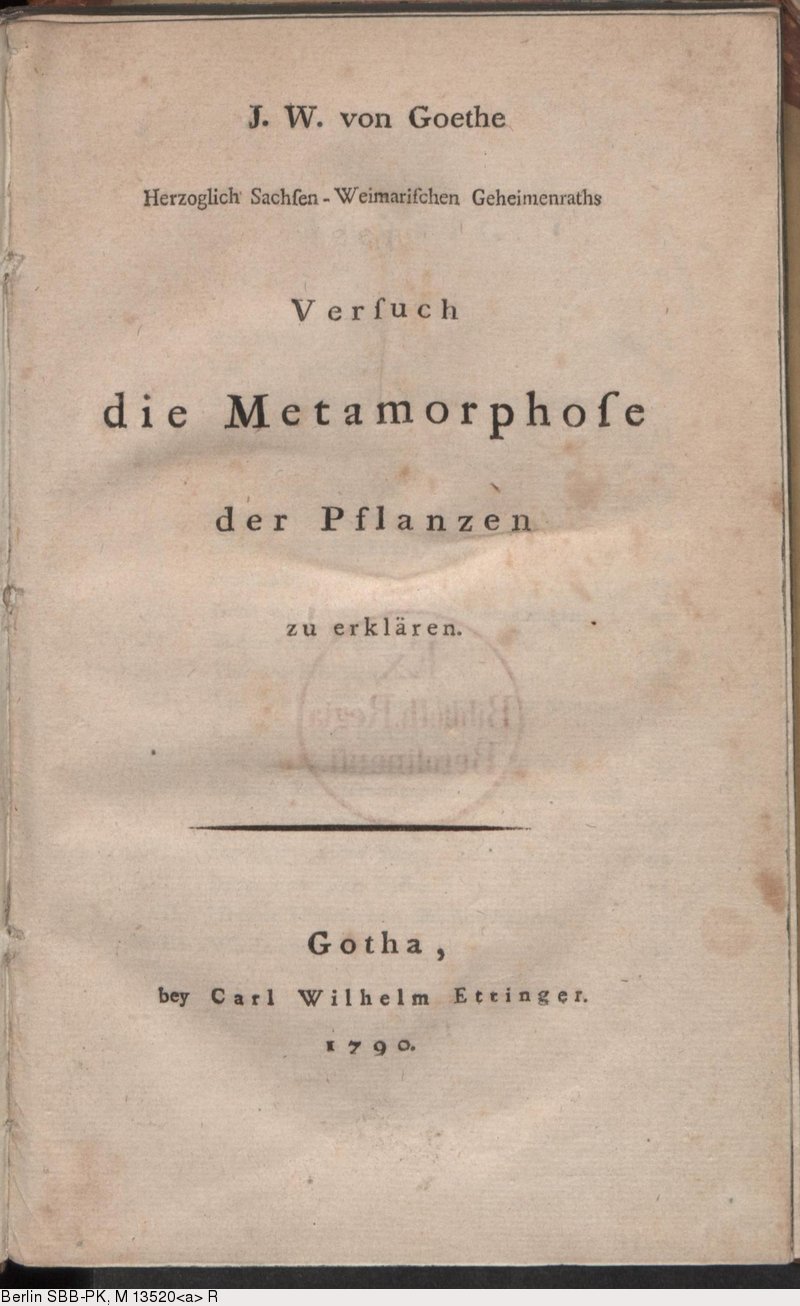 J. W. von Goethe
Herzoglich Sachſen-Weimariſchen Geheimenraths
Verſuch
die Metamorphoſe
der Pflanzen
zu erklären.
Ex
Biblioth. Regia
Berolinenſi
Gotha,
bey Carl Wilhelm Ettinger.
1790.
Berlin SBB-PK, M 13520<a> R